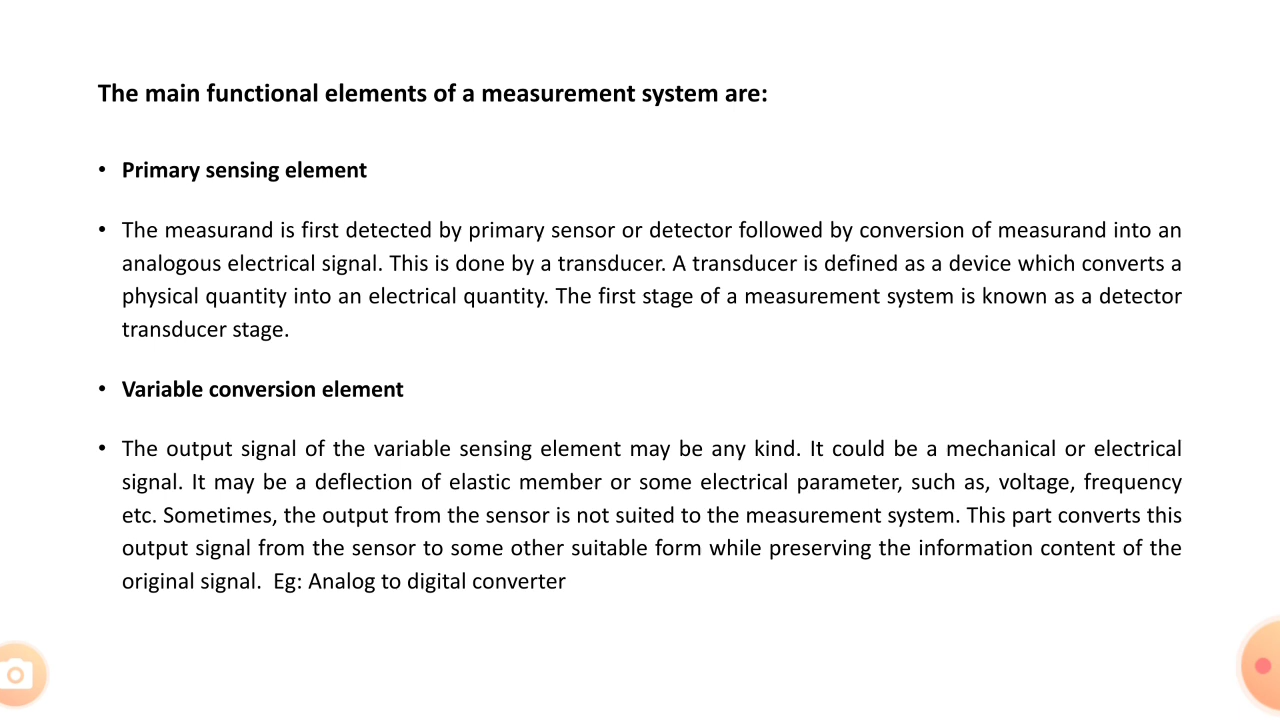 The main functional elements of a measurement system are:
• Primary sensing element
• The measurand is first detected by primary sensor or detector followed by conversion of measurand into an
analogous electrical signal. This is done by a transducer. A transducer is defined as a device which converts a
physical quantity into an electrical quantity. The first stage of a measurement system is known as a detector
transducer stage.
• Variable conversion element
• The output signal of the variable sensing element may be any kind. It could be a mechanical or electrical
signal. It may be a deflection of elastic member or some electrical parameter, such as, voltage, frequency
etc. Sometimes, the output from the sensor is not suited to the measurement system. This part converts this
output signal from the sensor to some other suitable form while preserving the information content of the
original signal.  Eg: Analog to digital converter